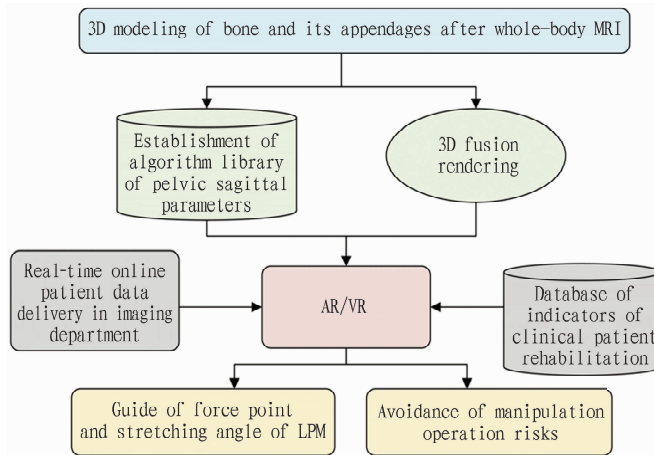 3D modeling of bone and its appendages after whole-body MRI
Establishment of
algorithm library
of pelvic sagittal
parameters
3D fusion
rendering
Real-time online
patient data
delivery in imaging
department
AR/VR
Database of
indicators of
clinical patient
rehabilitation
Guide of force point
and stretching angle of LPM
Avoidance of manipulation
operation risks